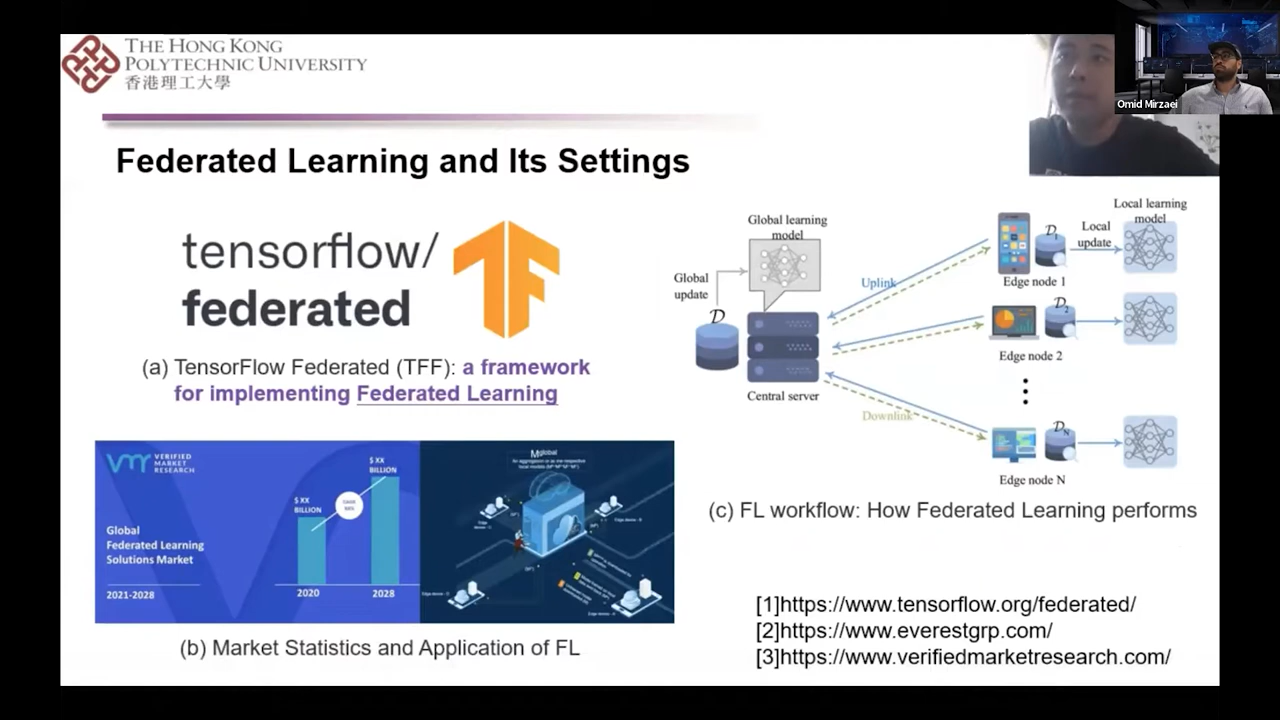 THE HONG KONG
POLYTECHNIC UNIVERSITY
香港理工大學
Omid Mirzaei
Federated Learning and Its Settings
tensorflow/
federated
(a) TensorFlow Federated (TFF): a framework
for implementing Federated Learning
VERIFIED
MARKET
RESEARCH
Global
Federated Learning
Solutions Market
2021-2028
$ XX
BILLION
$ XX
BILLION
2020
2028
Mglobal
(b) Market Statistics and Application of FL
Global learning
model
Global
update
D
Central server
Uplink
Downlink
Local learning
model
Local
update
D1
Edge node 1
D2
Edge node 2
DN
Edge node N
(c) FL workflow: How Federated Learning performs
[1]https://www.tensorflow.org/federated/
[2]https://www.everestgrp.com/
[3]https://www.verifiedmarketresearch.com/